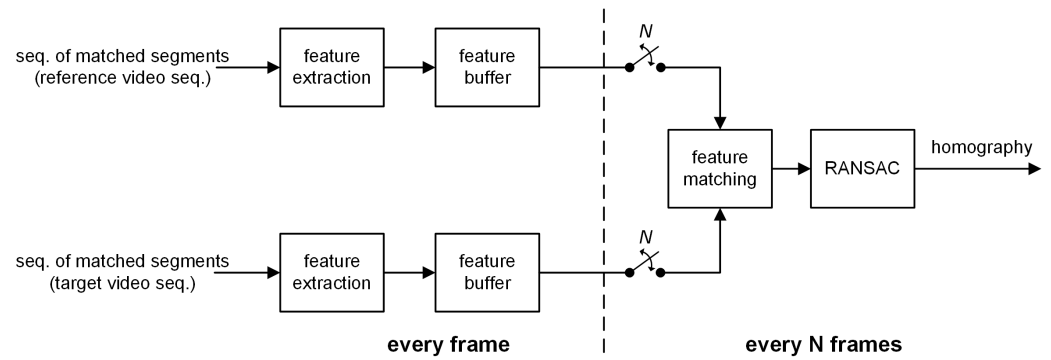 seq. of matched segments
(reference video seq.)
feature
extraction
feature
buffer
N
feature
matching
RANSAC
homography
seq. of matched segments
(target video seq.)
feature
extraction
feature
buffer
N
every frame
every N frames